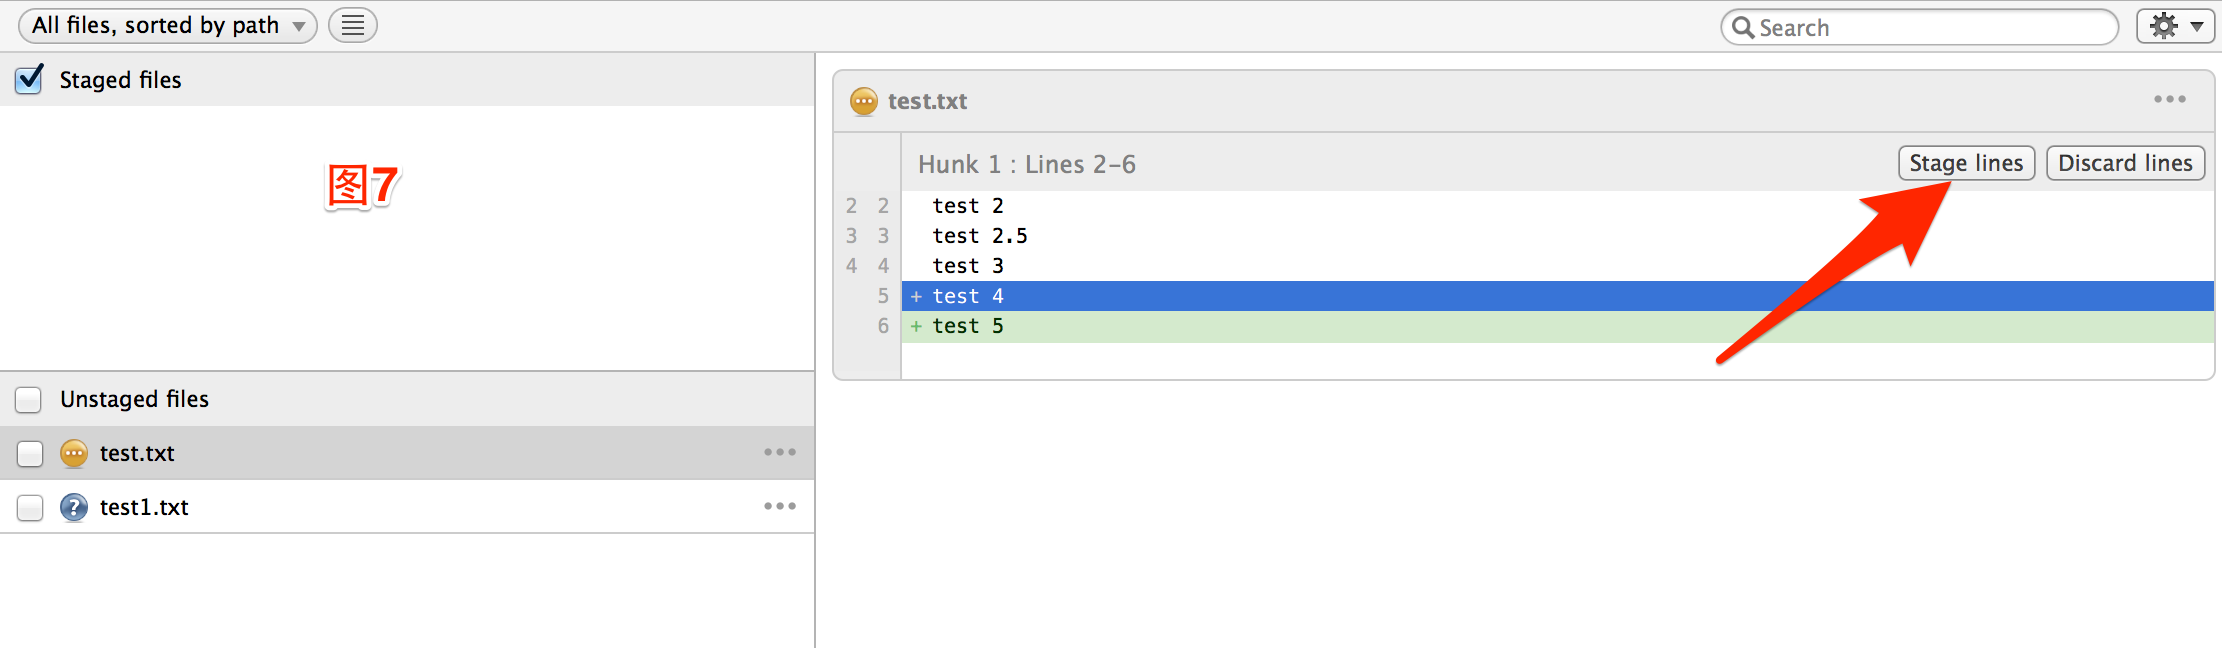 All files, sorted by path
Search
Staged files
图7
Unstaged files
test.txt
test1.txt
test.txt
Hunk 1 : Lines 2-6
Stage lines
Discard lines
2 2 test 2
3 3 test 2.5
4 4 test 3
5 + test 4
6 + test 5